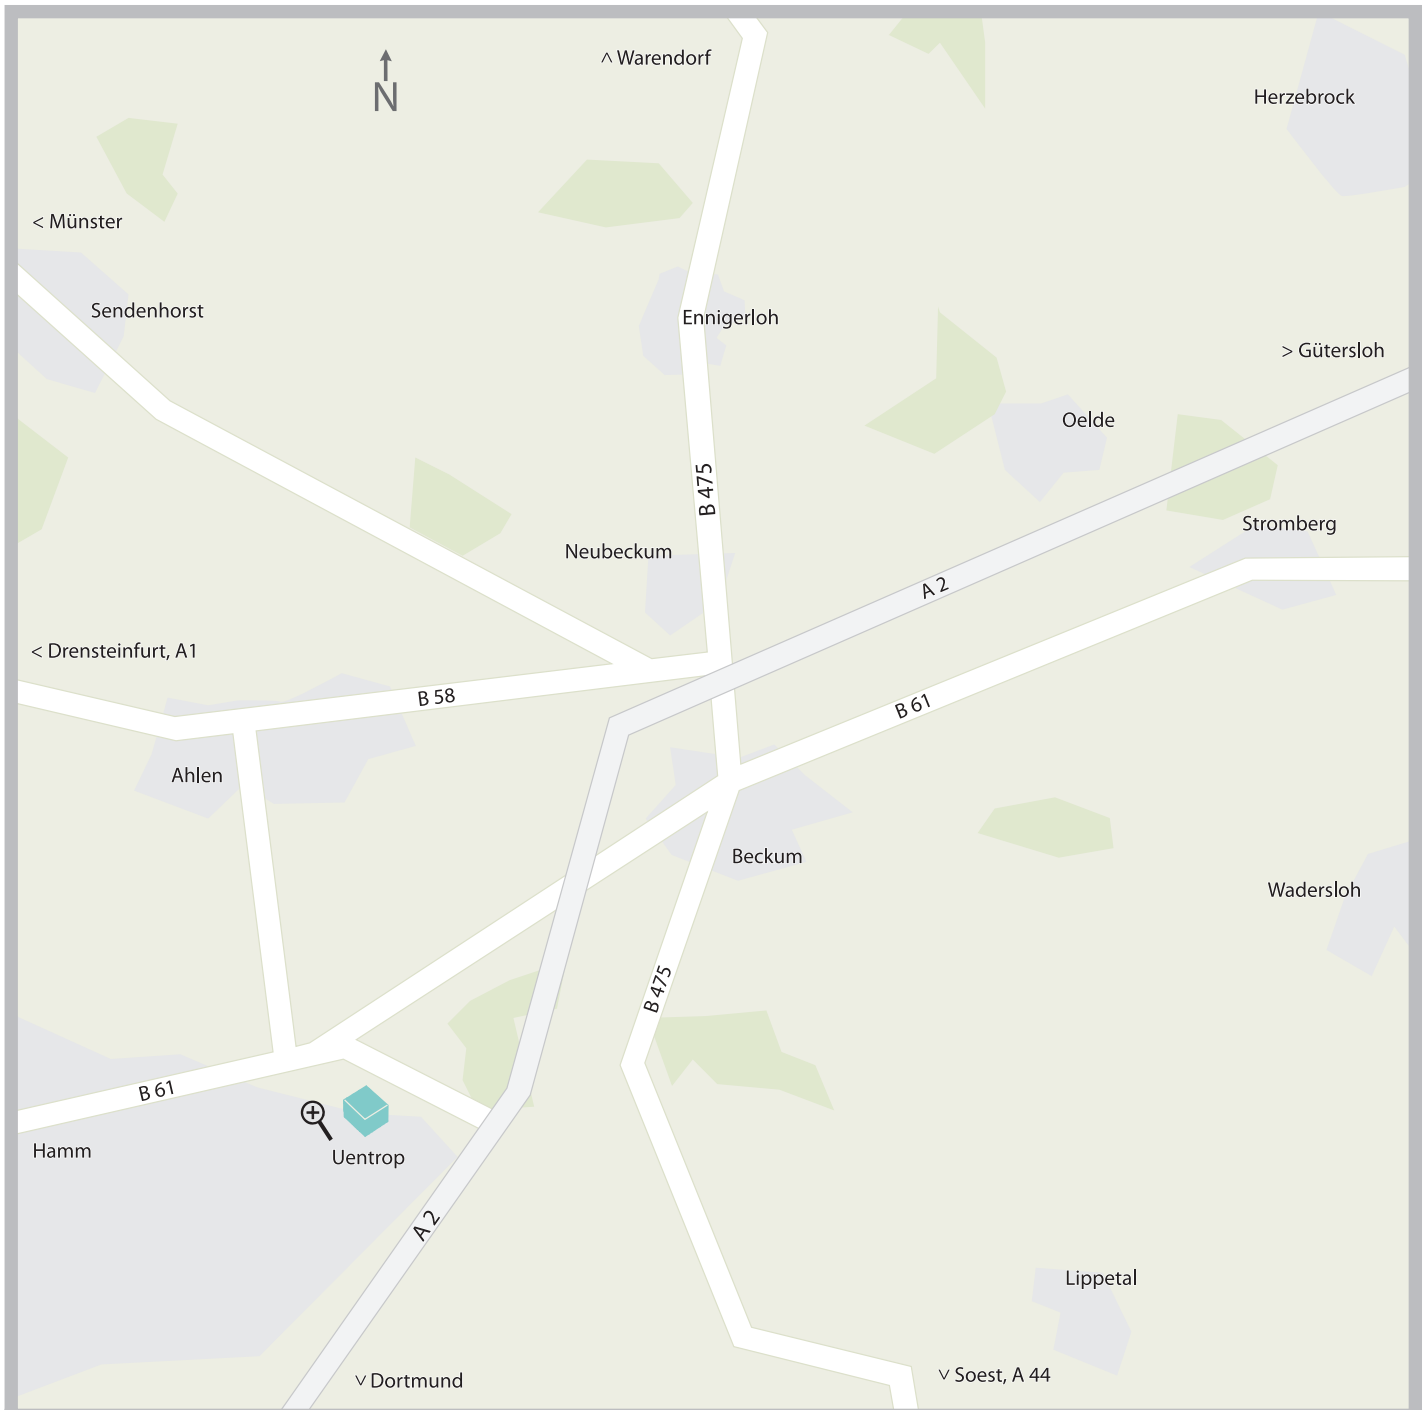 ^ Warendorf
N
Herzebrock
< Münster
Sendenhorst
Ennigerloh
> Gütersloh
Oelde
B 475
Stromberg
Neubeckum
A 2
< Drensteinfurt, A1
B 58
B 61
Ahlen
Beckum
Wadersloh
B 475
B 61
Hamm
Uentrop
A 2
Lippetal
˅ Dortmund
˅ Soest, A 44